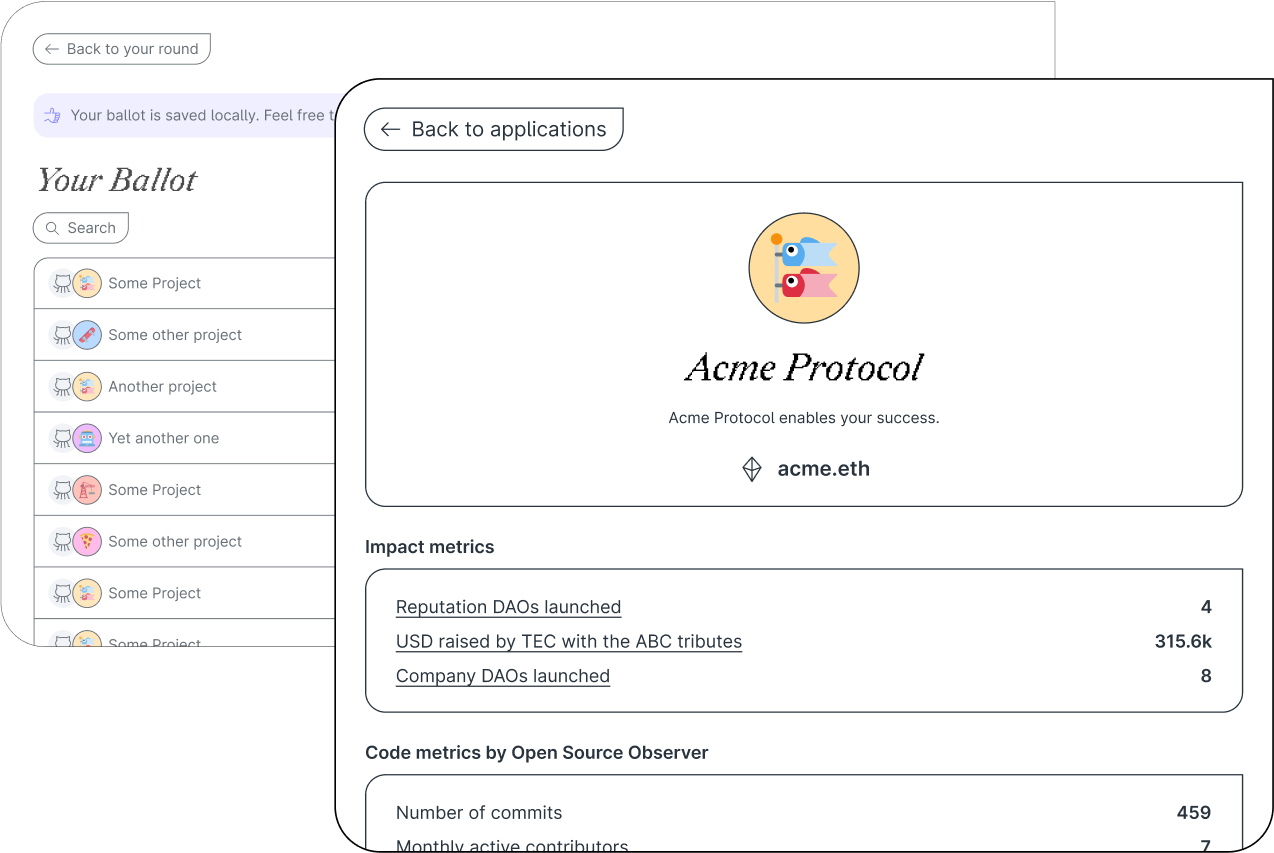 Back to your round
Your ballot is saved locally. Feel free
Your Ballot
Search
Some Project
Some other project
Another project
Yet another one
Some Project
Some other project
Some Project
Some Project
Back to applications
Acme Protocol
Acme Protocol enables your success.
acme.eth
Impact metrics
Reputation DAOs launched 4
USD raised by TEC with the ABC tributes 315.6k
Company DAOs launched 8
Code metrics by Open Source Observer
Number of commits 459
Monthly active contributors 7